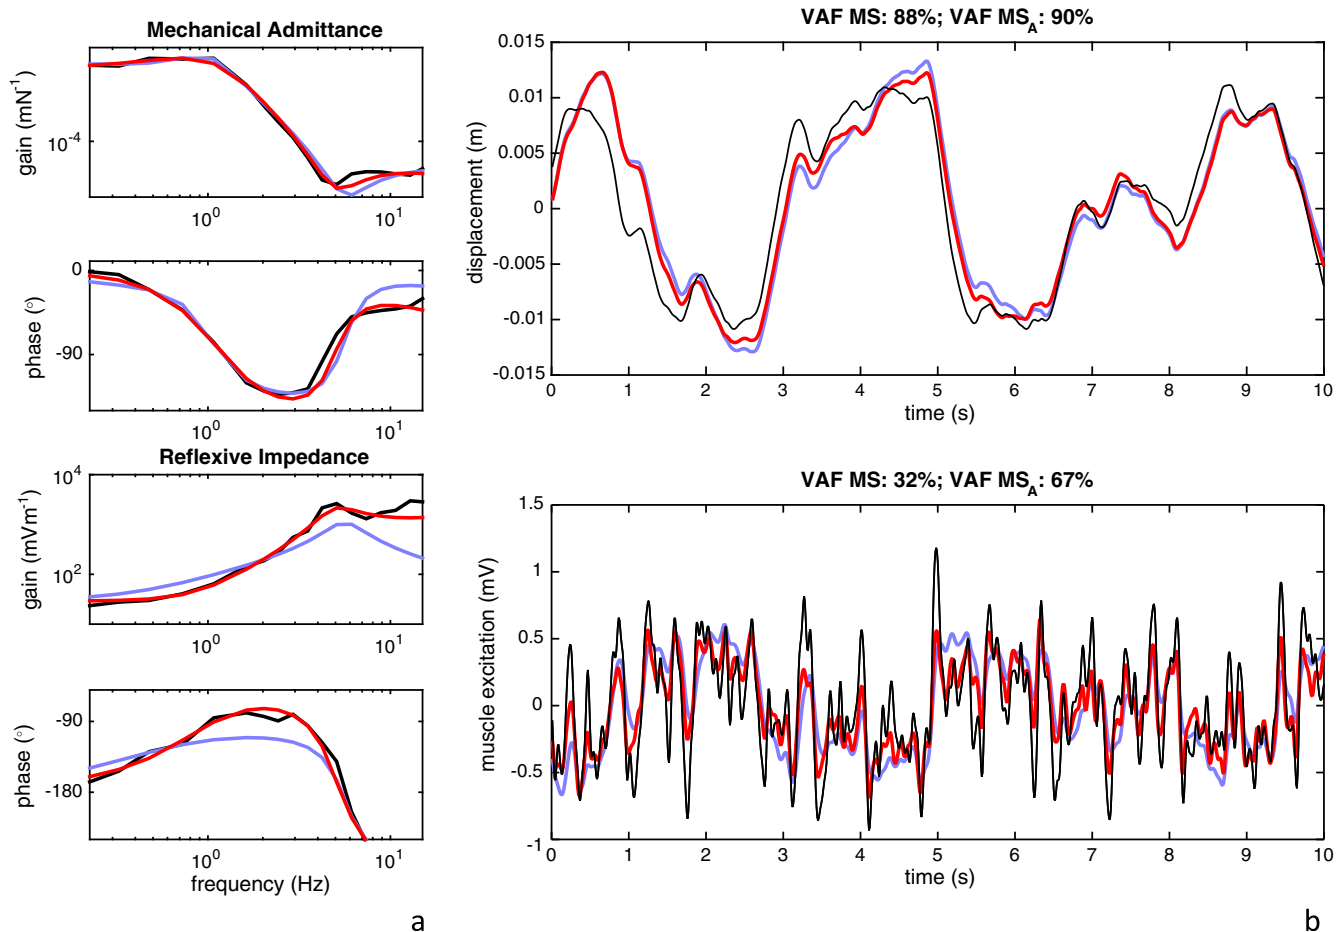 Mechanical Admittance
gain (mN⁻¹)
10⁻⁴
10⁰ 10¹
phase (°)
0
-90
10⁰ 10¹
Reflexive Impedance
gain (mVm⁻¹)
10⁴
10²
10⁰ 10¹
phase (°)
-90
-180
10⁰ 10¹
frequency (Hz)
a
VAF MS: 88%; VAF MS_A: 90%
displacement (m)
0.015
0.01
0.005
0
-0.005
-0.01
-0.015
0 1 2 3 4 5 6 7 8 9 10
time (s)
VAF MS: 32%; VAF MS_A: 67%
muscle excitation (mV)
1.5
1
0.5
0
-0.5
-1
0 1 2 3 4 5 6 7 8 9 10
time (s)
b